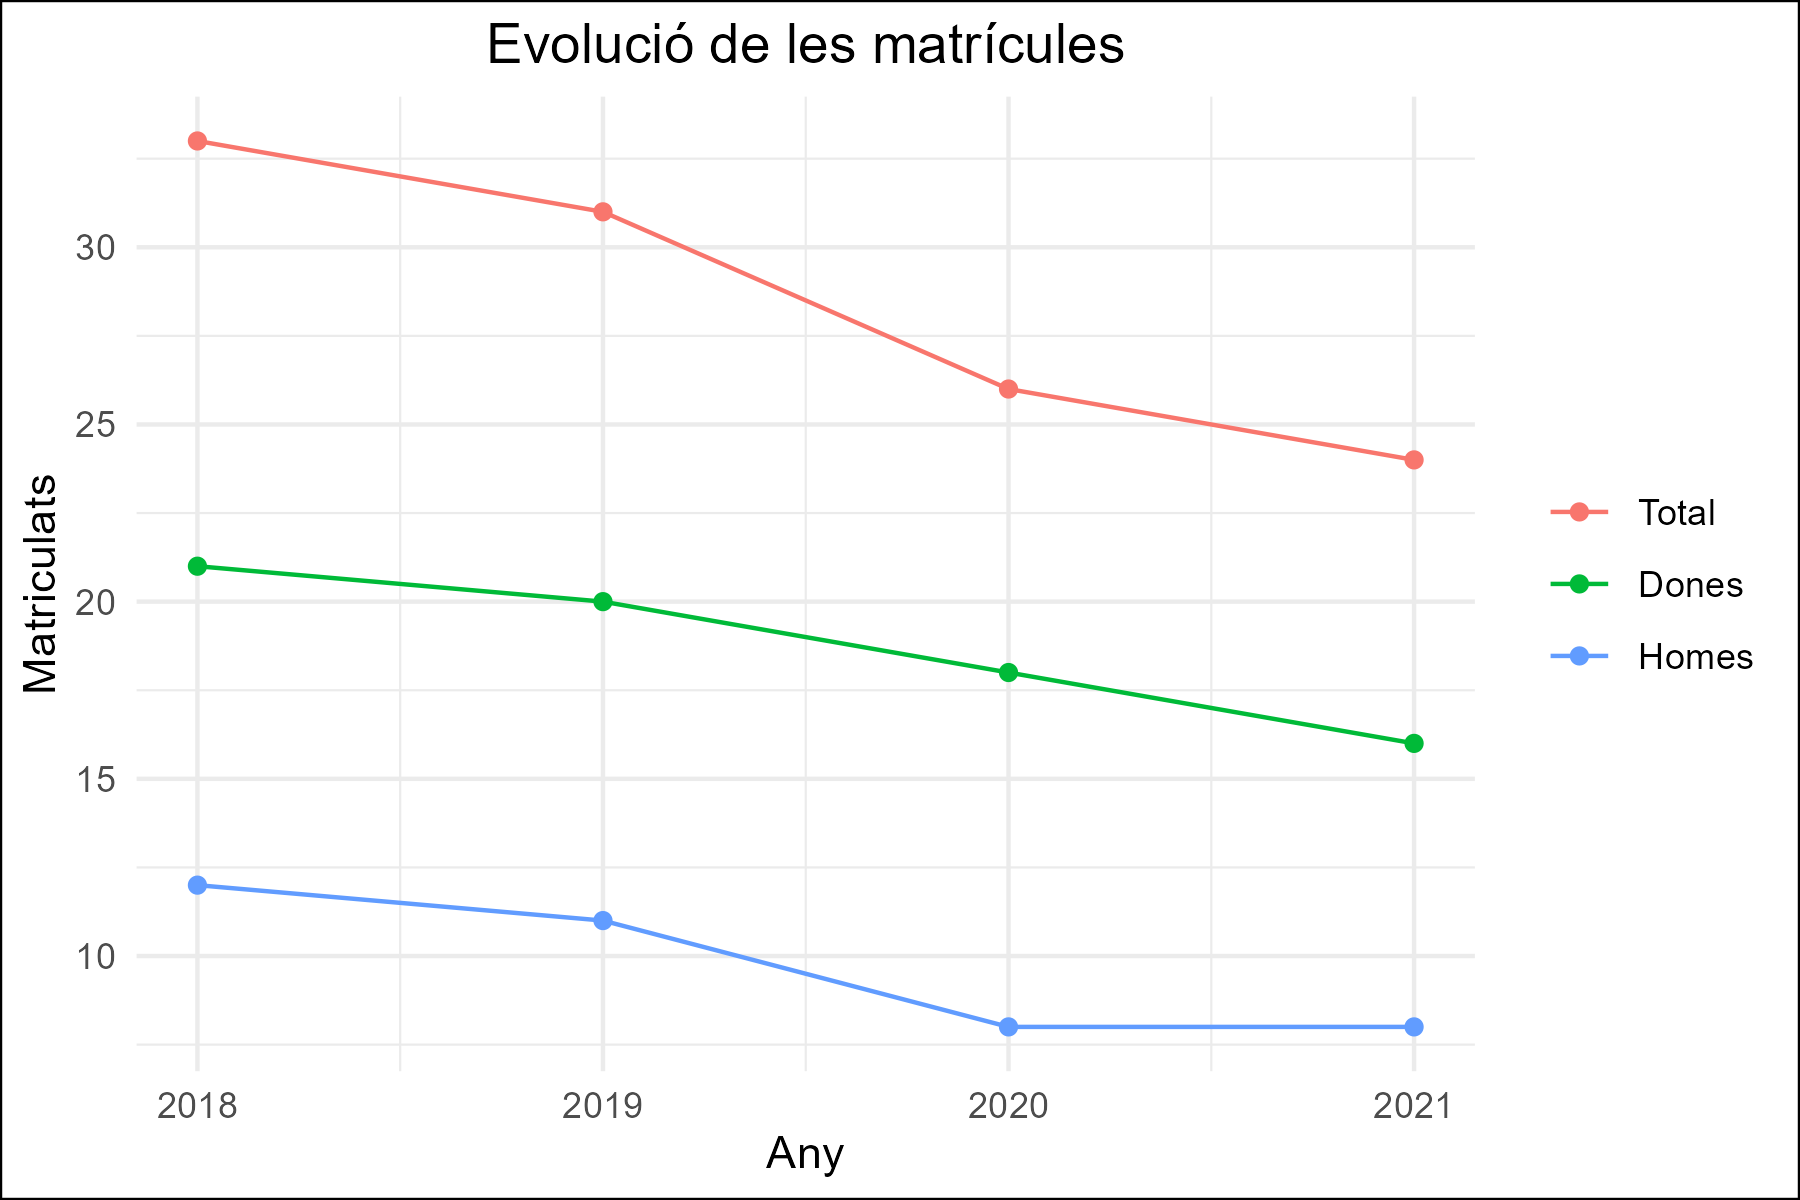 Evolució de les matrícules
Matriculats
30
25
20
15
10
2018
2019
2020
2021
Any
Total
Dones
Homes